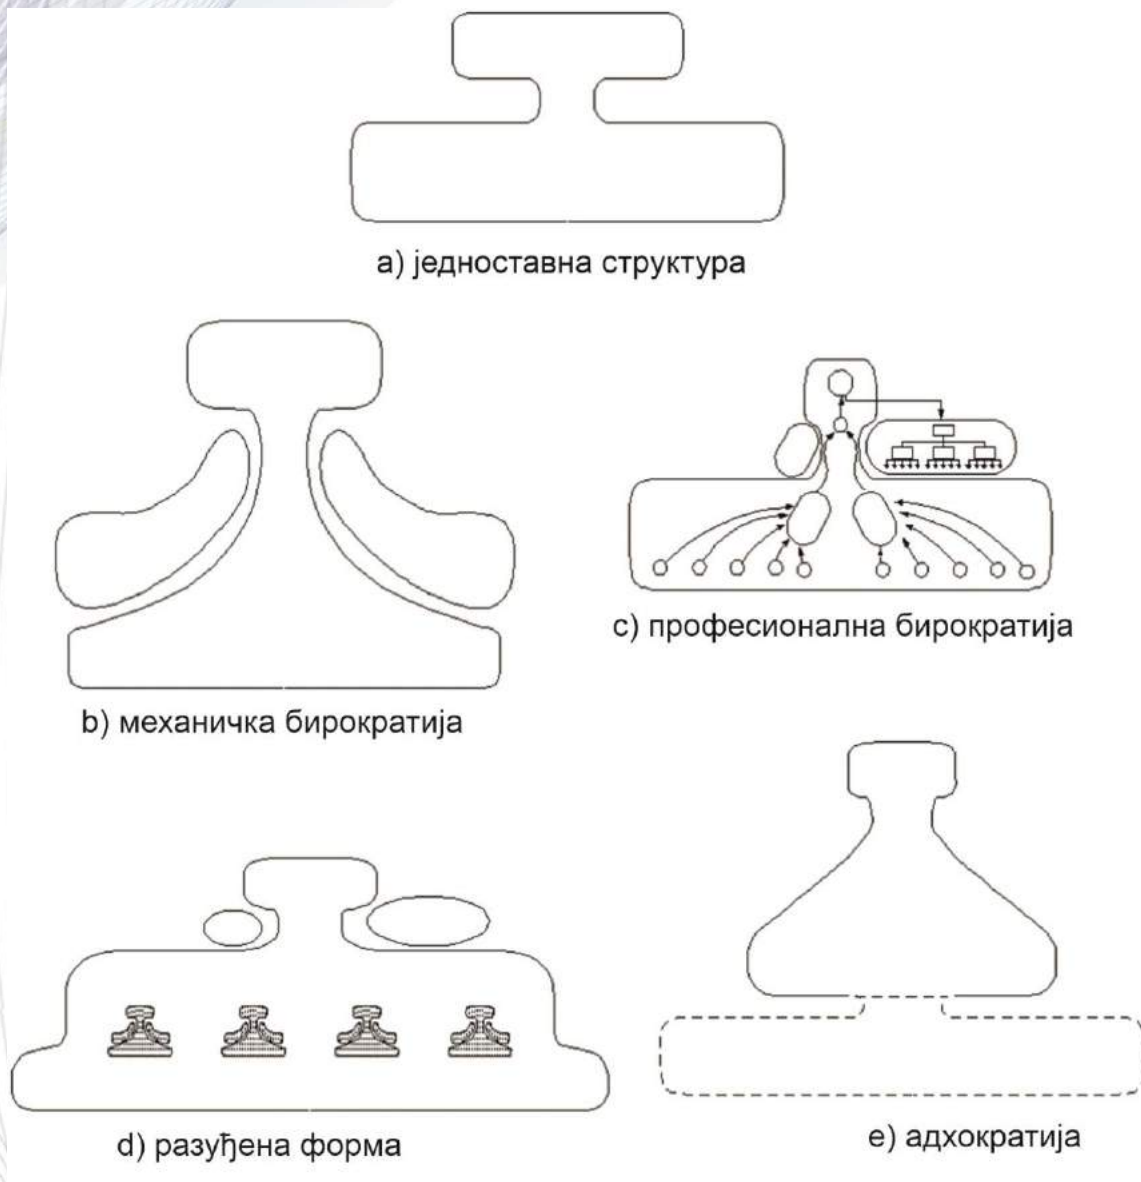 a) једноставна структура
b) механичка бирократија
c) професионална бирократија
d) разуђена форма
e) адхократија